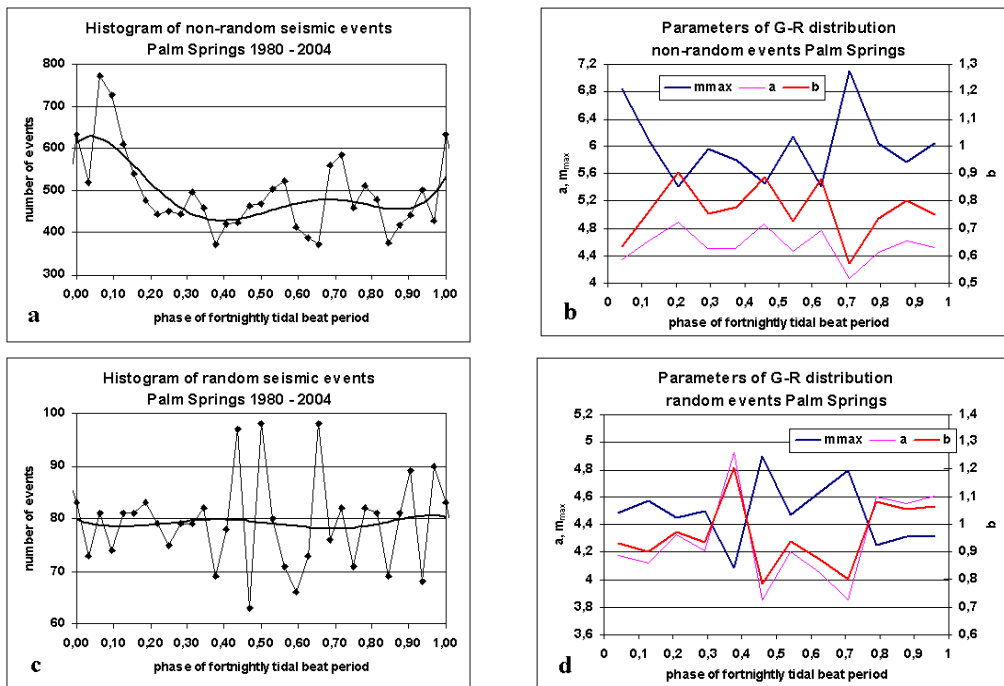 Histogram of non-random seismic events
Palm Springs 1980 - 2004
number of events
800
700
600
500
400
300
0,00 0,10 0,20 0,30 0,40 0,50 0,60 0,70 0,80 0,90 1,00
phase of fortnightly tidal beat period
a
Parameters of G-R distribution
non-random events Palm Springs
mmax a b
a, mmax
7,2
6,8
6,4
6
5,6
5,2
4,8
4,4
4
b
1,3
1,2
1,1
1
0,9
0,8
0,7
0,6
0,5
0 0,1 0,2 0,3 0,4 0,5 0,6 0,7 0,8 0,9 1
phase of fortnightly tidal beat period
b
Histogram of random seismic events
Palm Springs 1980 - 2004
number of events
100
90
80
70
60
0,00 0,10 0,20 0,30 0,40 0,50 0,60 0,70 0,80 0,90 1,00
phase of fortnightly tidal beat period
c
Parameters of G-R distribution
random events Palm Springs
mmax a b
a, mmax
5,2
5
4,8
4,6
4,4
4,2
4
3,8
3,6
b
1,4
1,3
1,2
1,1
1
0,9
0,8
0,7
0,6
0 0,1 0,2 0,3 0,4 0,5 0,6 0,7 0,8 0,9 1
phase of fortnightly tidal beat period
d